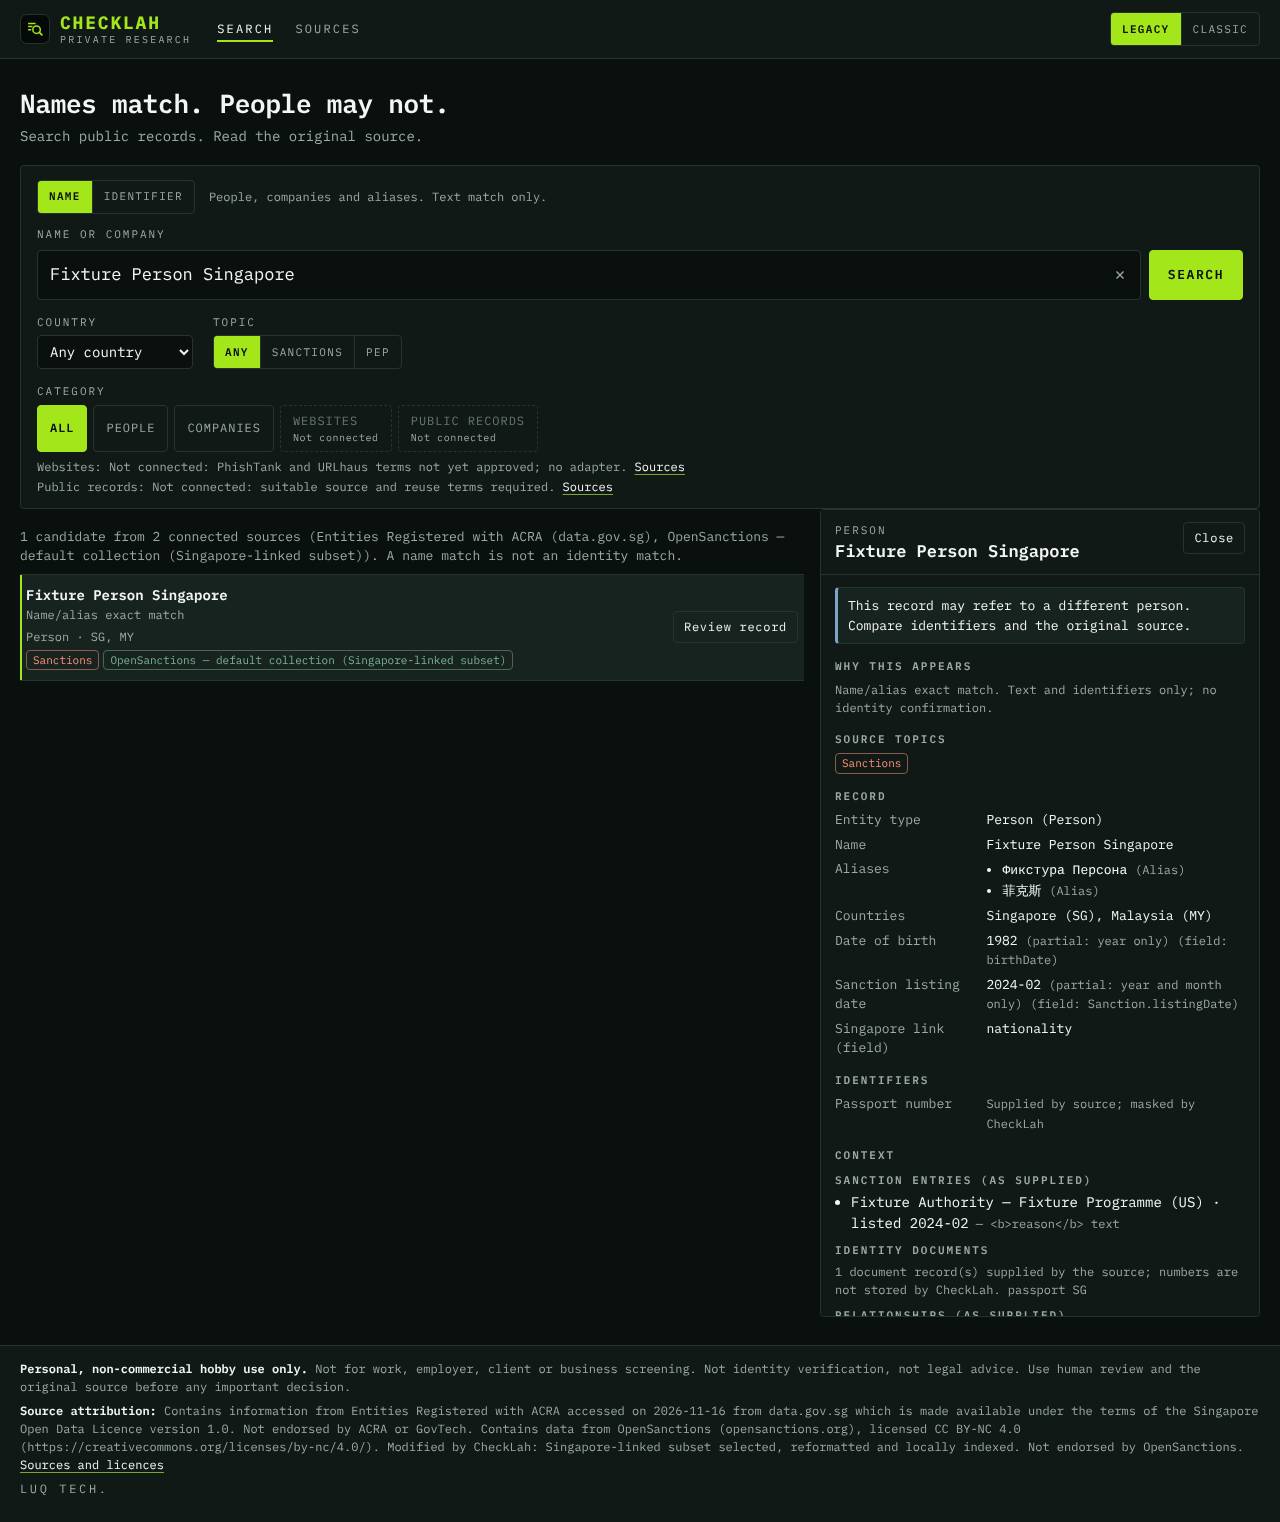 CHECKLAH
PRIVATE RESEARCH
SEARCH
SOURCES
LEGACY
CLASSIC
Names match. People may not.
Search public records. Read the original source.
NAME
IDENTIFIER
People, companies and aliases. Text match only.
NAME OR COMPANY
Fixture Person Singapore
×
SEARCH
COUNTRY
TOPIC
Any country
ANY
SANCTIONS
PEP
CATEGORY
ALL
PEOPLE
COMPANIES
WEBSITES
Not connected
PUBLIC RECORDS
Not connected
Websites: Not connected: PhishTank and URLhaus terms not yet approved; no adapter. Sources
Public records: Not connected: suitable source and reuse terms required. Sources
1 candidate from 2 connected sources (Entities Registered with ACRA (data.gov.sg), OpenSanctions —
default collection (Singapore-linked subset)). A name match is not an identity match.
Fixture Person Singapore
Name/alias exact match
Person · SG, MY
Sanctions
OpenSanctions — default collection (Singapore-linked subset)
Review record
PERSON
Fixture Person Singapore
Close
This record may refer to a different person.
Compare identifiers and the original source.
WHY THIS APPEARS
Name/alias exact match. Text and identifiers only; no
identity confirmation.
SOURCE TOPICS
Sanctions
RECORD
Entity type
Person (Person)
Name
Fixture Person Singapore
Aliases
• Фикстура Персона (Alias)
• 菲克斯 (Alias)
Countries
Singapore (SG), Malaysia (MY)
Date of birth
1982 (partial: year only) (field:
birthDate)
Sanction listing
date
2024-02 (partial: year and month
only) (field: Sanction.listingDate)
Singapore link
(field)
nationality
IDENTIFIERS
Passport number
Supplied by source; masked by
CheckLah
CONTEXT
SANCTION ENTRIES (AS SUPPLIED)
• Fixture Authority — Fixture Programme (US) ·
listed 2024-02 — <b>reason</b> text
IDENTITY DOCUMENTS
1 document record(s) supplied by the source; numbers are
not stored by CheckLah. passport SG
RELATIONSHIPS (AS SUPPLIED)
Personal, non-commercial hobby use only. Not for work, employer, client or business screening. Not identity verification, not legal advice. Use human review and the
original source before any important decision.
Source attribution: Contains information from Entities Registered with ACRA accessed on 2026-11-16 from data.gov.sg which is made available under the terms of the Singapore
Open Data Licence version 1.0. Not endorsed by ACRA or GovTech. Contains data from OpenSanctions (opensanctions.org), licensed CC BY-NC 4.0
(https://creativecommons.org/licenses/by-nc/4.0/). Modified by CheckLah: Singapore-linked subset selected, reformatted and locally indexed. Not endorsed by OpenSanctions.
Sources and licences
LUQ TECH.